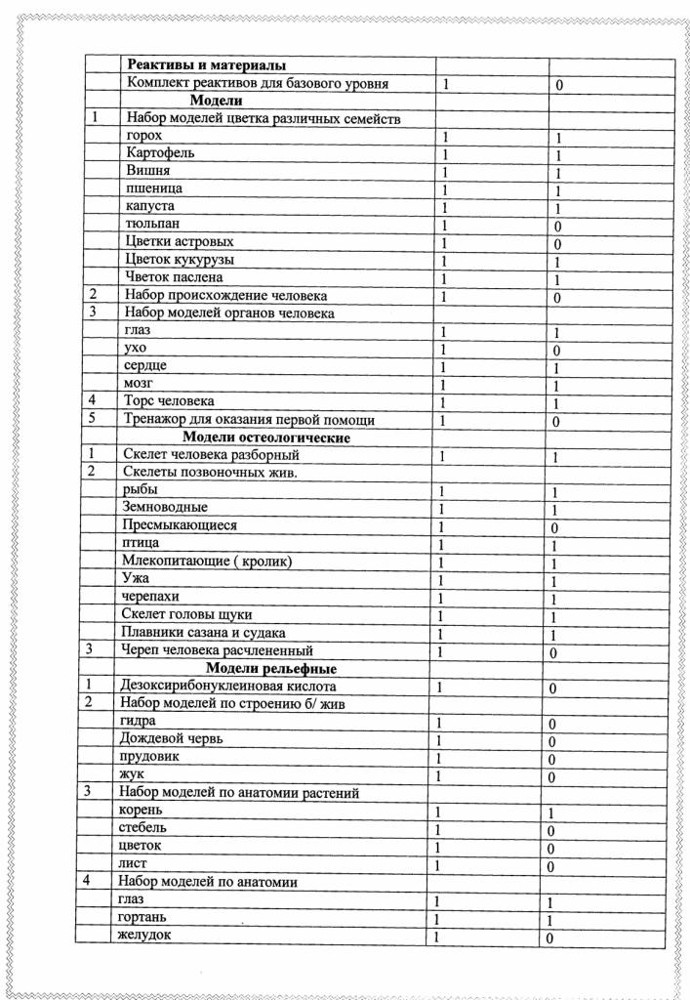 Реактивы и материалы
Комплект реактивов для базового уровня 1 0
Модели
1 Набор моделей цветка различных семейств
горох 1 1
Картофель 1 1
Вишня 1 1
пшеница 1 1
капуста 1 1
тюльпан 1 0
Цветки астровых 1 0
Цветок кукурузы 1 1
Чветок паслена 1 1
2 Набор происхождение человека 1 0
3 Набор моделей органов человека
глаз 1 1
ухо 1 0
сердце 1 1
мозг 1 1
4 Торс человека 1 1
5 Тренажор для оказания первой помощи 1 0
Модели остеологические
1 Скелет человека разборный 1 1
2 Скелеты позвоночных жив.
рыбы 1 1
Земноводные 1 1
Пресмыкающиеся 1 0
птица 1 1
Млекопитающие ( кролик) 1 1
Ужа 1 1
черепахи 1 1
Скелет головы щуки 1 1
Плавники сазана и судака 1 1
3 Череп человека расчлененный 1 0
Модели рельефные
1 Дезоксирибонуклеиновая кислота 1 0
2 Набор моделей по строению б/ жив
гидра 1 0
Дождевой червь 1 0
прудовик 1 0
жук 1 0
3 Набор моделей по анатомии растений
корень 1 1
стебель 1 0
цветок 1 0
лист 1 0
4 Набор моделей по анатомии
глаз 1 1
гортань 1 1
желудок 1 0